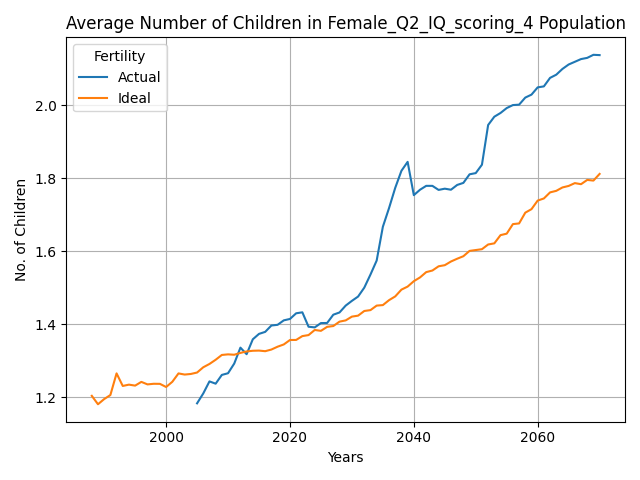 Average Number of Children in Female_Q2_IQ_scoring_4 Population
Fertility
Actual
Ideal
No. of Children
2.0
1.8
1.6
1.4
1.2
2000 2020 2040 2060
Years